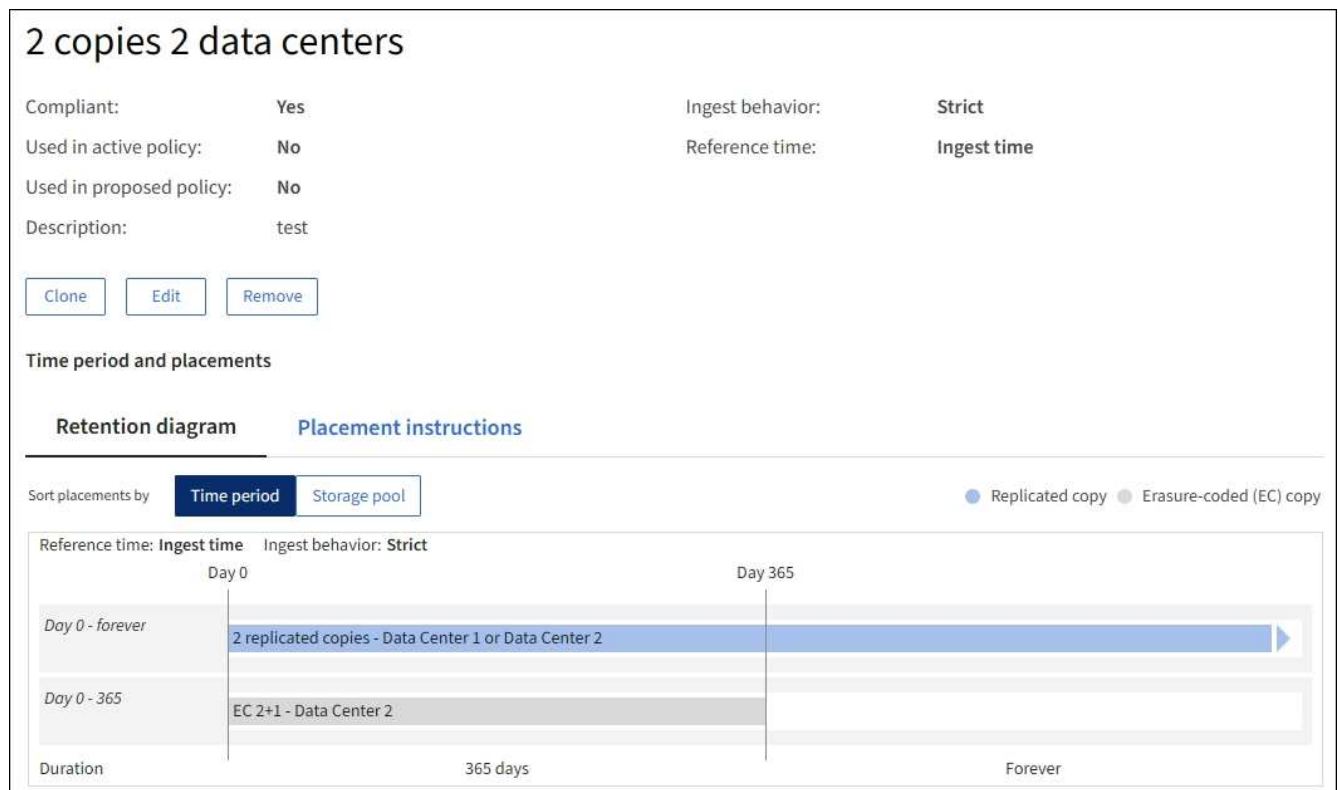 2 copies 2 data centers
Compliant: Yes Ingest behavior: Strict
Used in active policy: No Reference time: Ingest time
Used in proposed policy: No
Description: test
Clone Edit Remove
Time period and placements
Retention diagram Placement instructions
Sort placements by Time period Storage pool Replicated copy Erasure-coded (EC) copy
Reference time: Ingest time Ingest behavior: Strict
Day 0 Day 365
Day 0 - forever
2 replicated copies - Data Center 1 or Data Center 2
Day 0 - 365
EC 2+1 - Data Center 2
Duration 365 days Forever